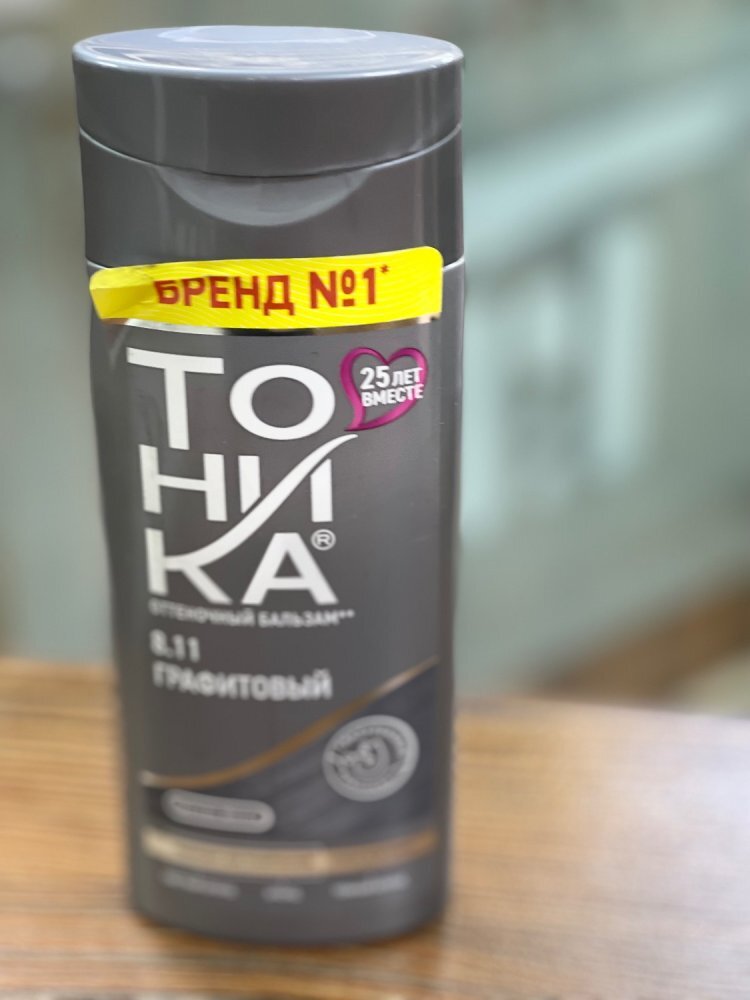 БРЕНД №1*
ТО
НИ
КА®
25 ЛЕТ
ВМЕСТЕ
ОТТЕНОЧНЫЙ БАЛЬЗАМ**
8.11
ГРАФИТОВЫЙ